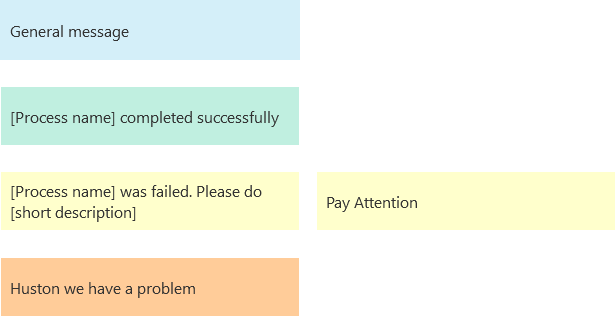 General message
[Process name] completed successfully
[Process name] was failed. Please do
[short description]
Pay Attention
Huston we have a problem